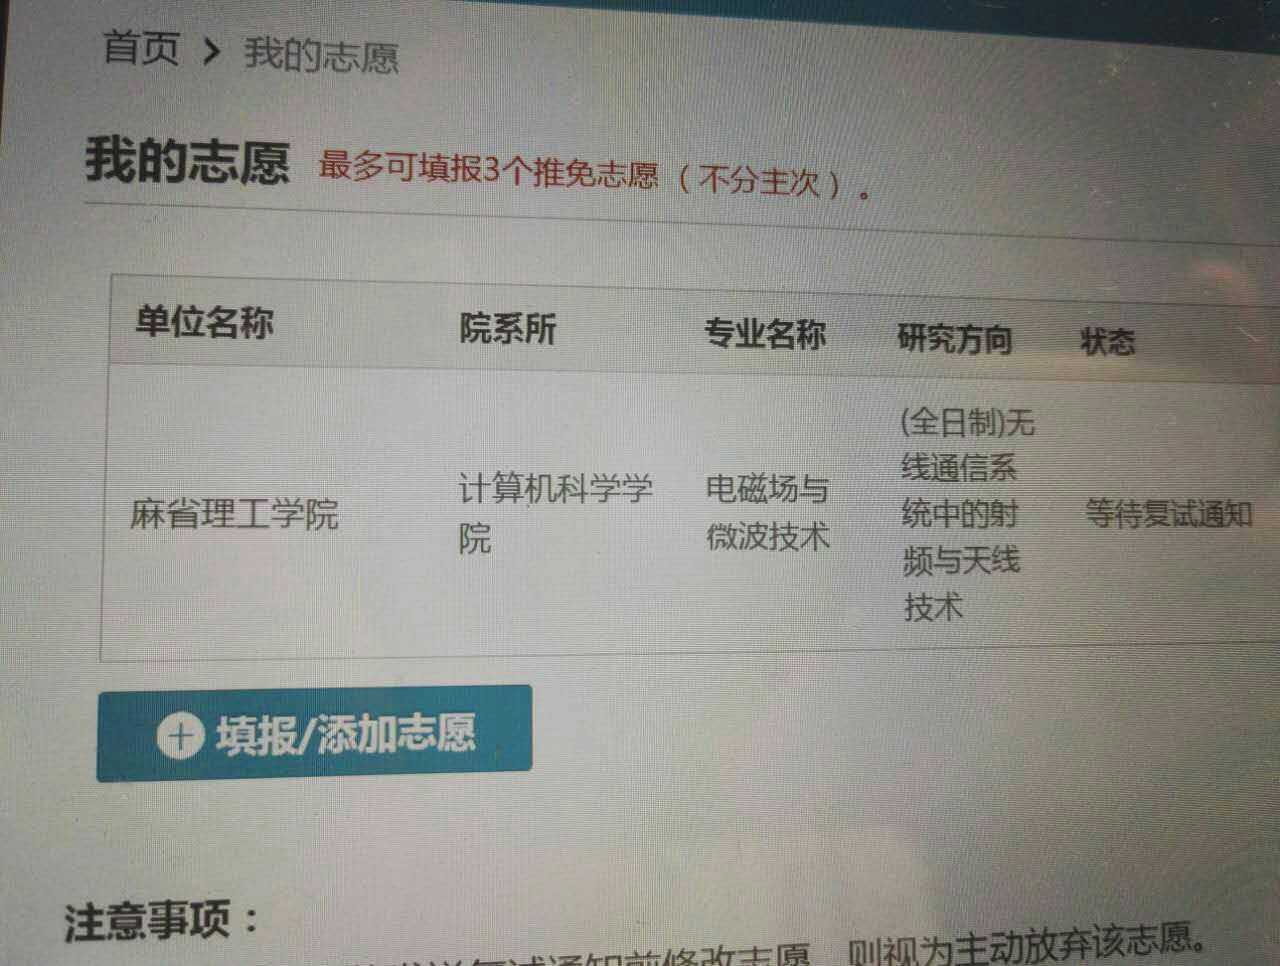 首页 > 我的志愿
我的志愿 最多可填报3个推免志愿（不分主次）。
单位名称 院系所 专业名称 研究方向 状态
麻省理工学院
计算机科学学
院
电磁场与
微波技术
(全日制)无
线通信系
统中的射
频与天线
技术
等待复试通知
填报/添加志愿
注意事项：
复试通知前修改志愿，则视为主动放弃该志愿。